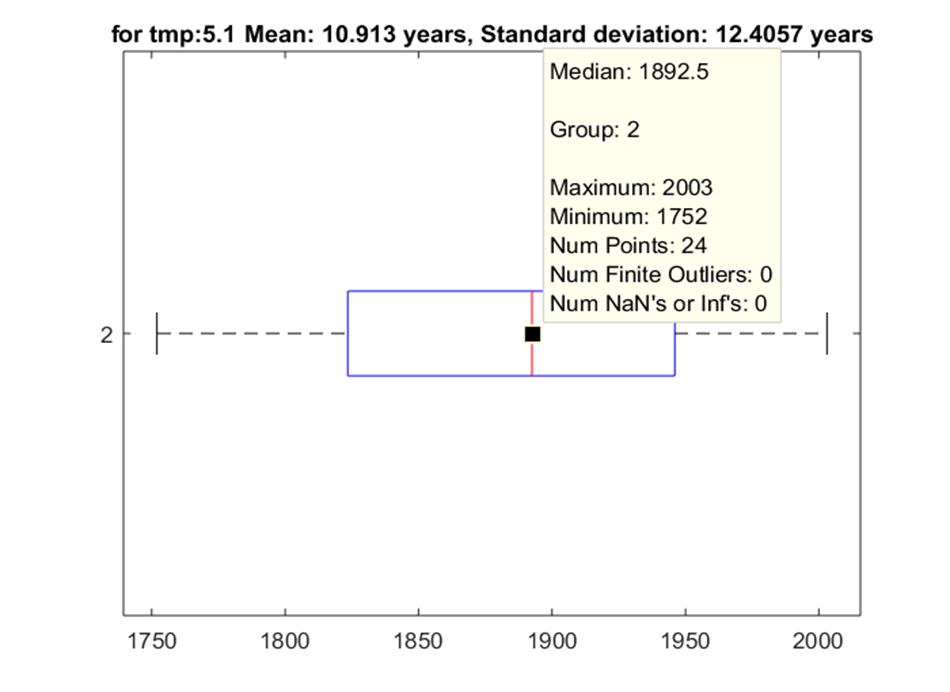 for tmp:5.1 Mean: 10.913 years, Standard deviation: 12.4057 years
Median: 1892.5
Group: 2
Maximum: 2003
Minimum: 1752
Num Points: 24
Num Finite Outliers: 0
Num NaN's or Inf's: 0
2
1750 1800 1850 1900 1950 2000